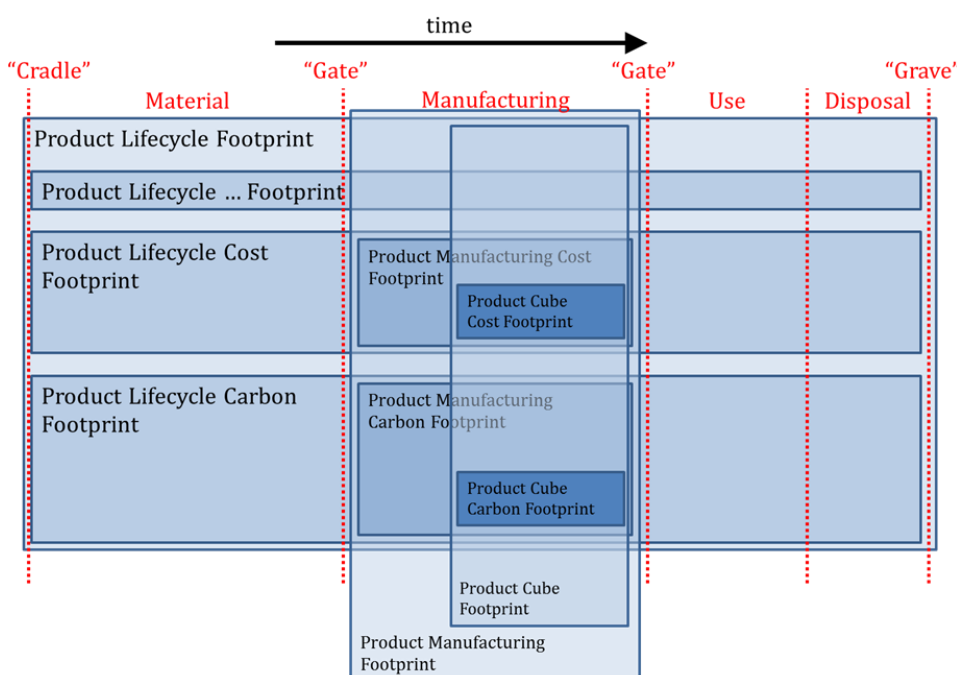 time
“Cradle”
“Gate”
“Gate”
“Grave’
Material
Manufacturing
Use
Disposal
Product Lifecycle Footprint
Product Lifecycle ... Footprint
Product Lifecycle Cost
Footprint
Product Manufacturing Cost
Footprint
Product Cube
Cost Footprint
Product Lifecycle Carbon
Footprint
Product Manufacturing
Carbon Footprint
Product Cube
Carbon Footprint
Product Cube
Footprint
Product Manufacturing
Footprint